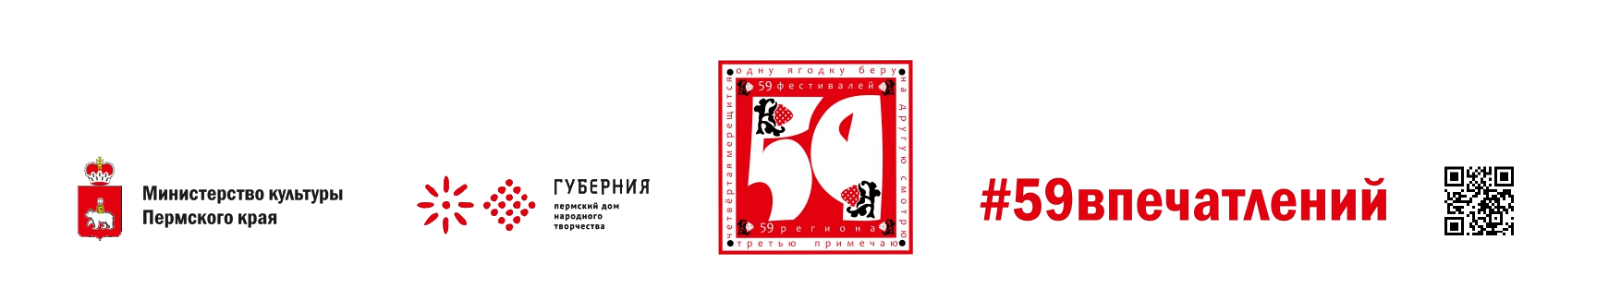 Министерство культуры
Пермского края
ГУБЕРНИЯ
пермский дом
народного
творчества
одну ягодку беру
на другую смотрю
третью примечаю
четвёртая мерещится
59 фестивалей
59
59 региона
#59впечатлений